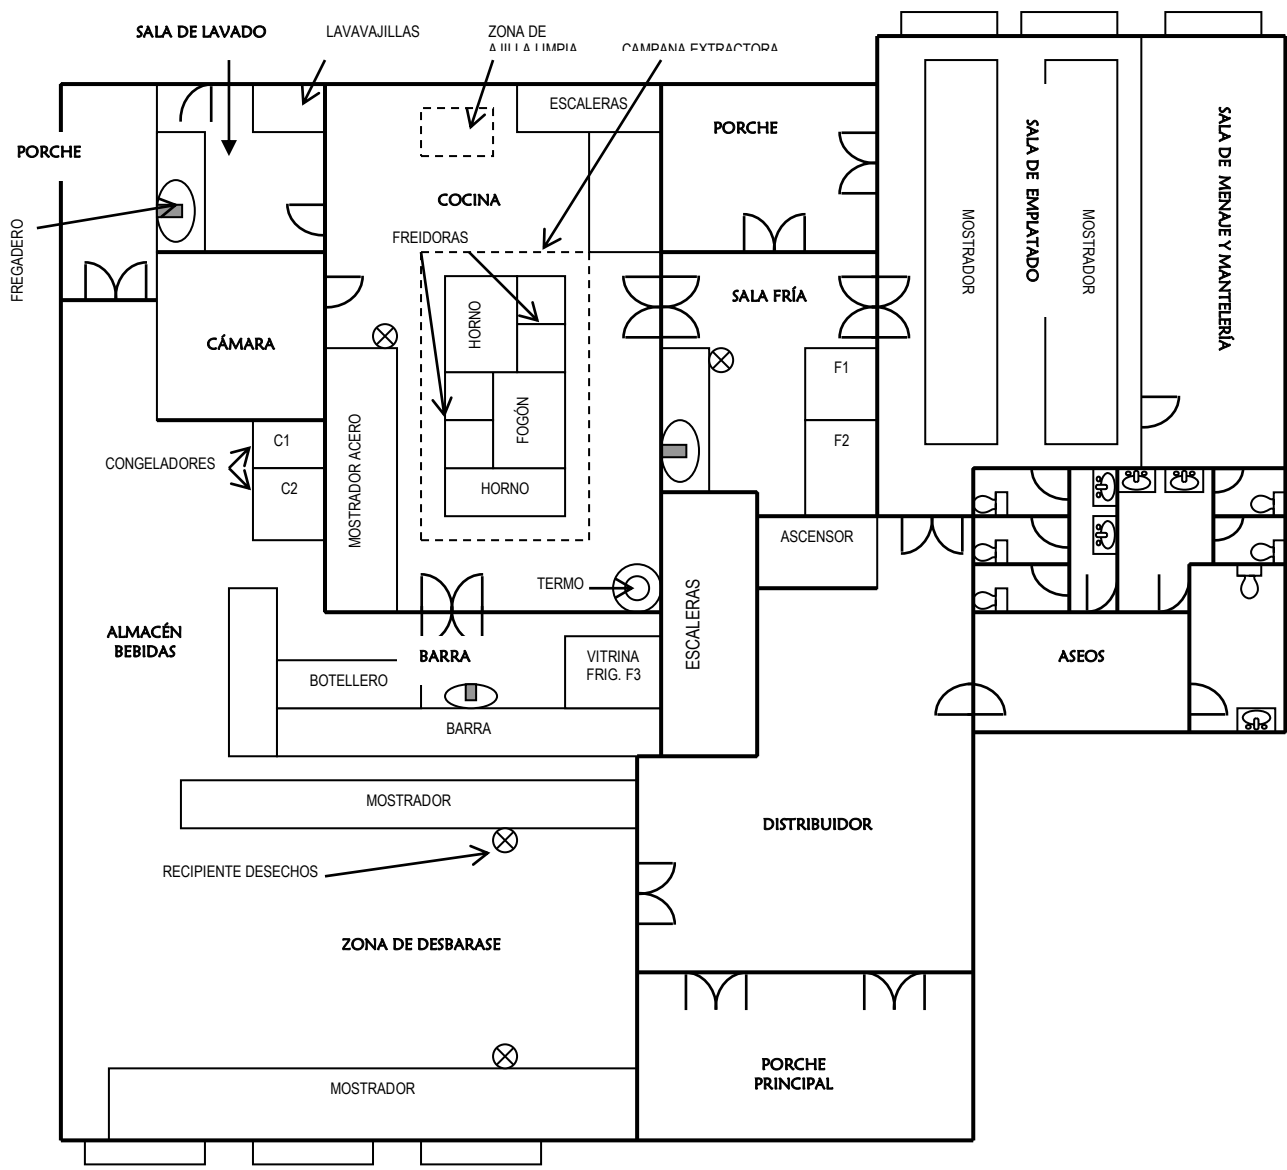 SALA DE LAVADO
LAVAVAJILLAS
ZONA DE
AJILLA LIMPIA
CAMPANA EXTRACTORA
ESCALERAS
PORCHE
PORCHE
COCINA
FREGADERO
FREIDORAS
SALA DE EMPLATADO
SALA DE MENAJE Y MANTELERÍA
MOSTRADOR
MOSTRADOR
SALA FRÍA
HORNO
CÁMARA
F1
F2
FOGÓN
MOSTRADOR ACERO
C1
CONGELADORES
C2
HORNO
ASCENSOR
TERMO
ESCALERAS
ALMACÉN
BEBIDAS
BARRA
VITRINA
FRIG. F3
ASEOS
BOTELLERO
BARRA
MOSTRADOR
DISTRIBUIDOR
RECIPIENTE DESECHOS
ZONA DE DESBARASE
PORCHE
PRINCIPAL
MOSTRADOR